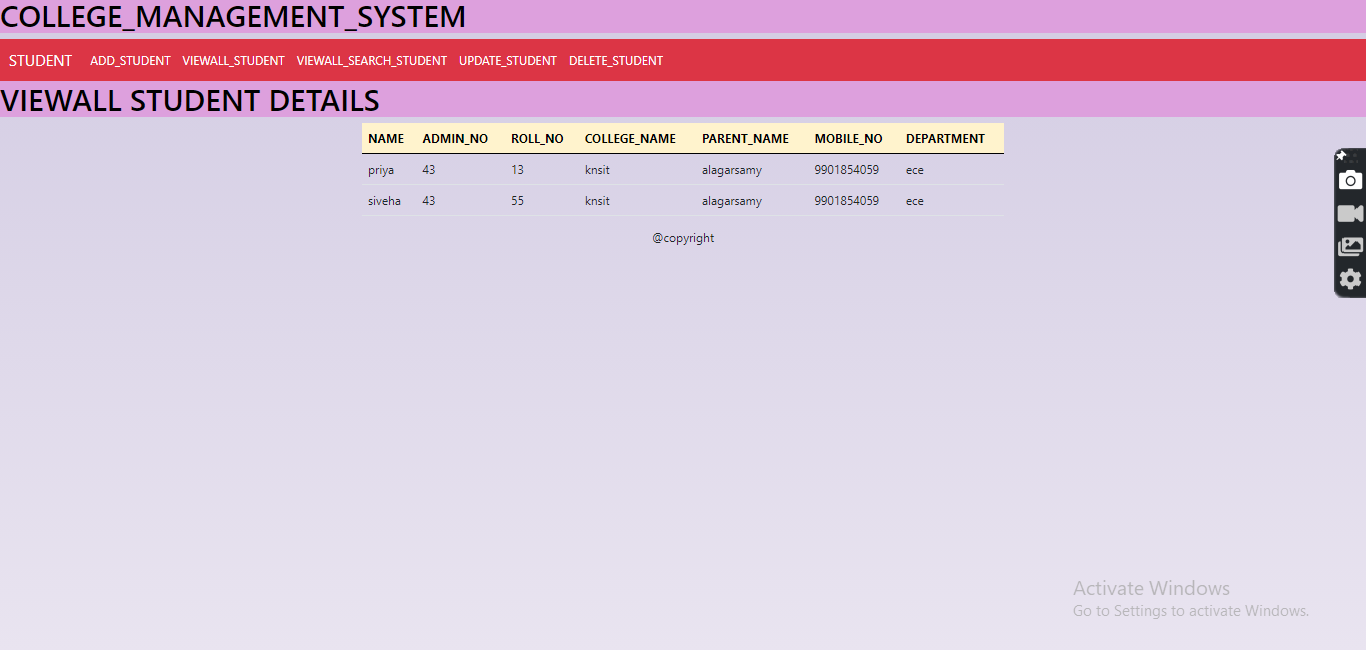 COLLEGE_MANAGEMENT_SYSTEM
STUDENT ADD_STUDENT VIEWALL_STUDENT VIEWALL_SEARCH_STUDENT UPDATE_STUDENT DELETE_STUDENT
VIEWALL STUDENT DETAILS
NAME ADMIN_NO ROLL_NO COLLEGE_NAME PARENT_NAME MOBILE_NO DEPARTMENT
priya 43 13 knsit alagarsamy 9901854059 ece
siveha 43 55 knsit alagarsamy 9901854059 ece
@copyright
Activate Windows
Go to Settings to activate Windows.